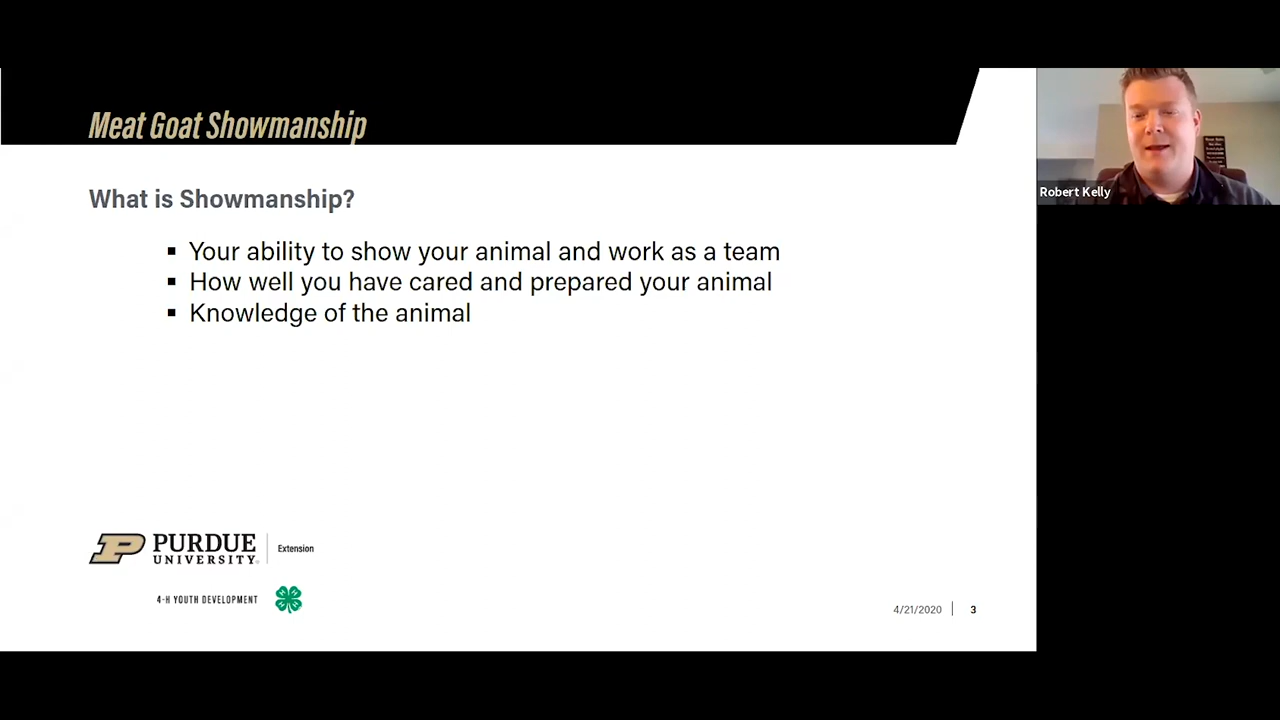 Meat Goat Showmanship
What is Showmanship?
Your ability to show your animal and work as a team
How well you have cared and prepared your animal
Knowledge of the animal
PURDUE
UNIVERSITY®
Extension
4-H YOUTH DEVELOPMENT
4/21/2020
3
Robert Kelly